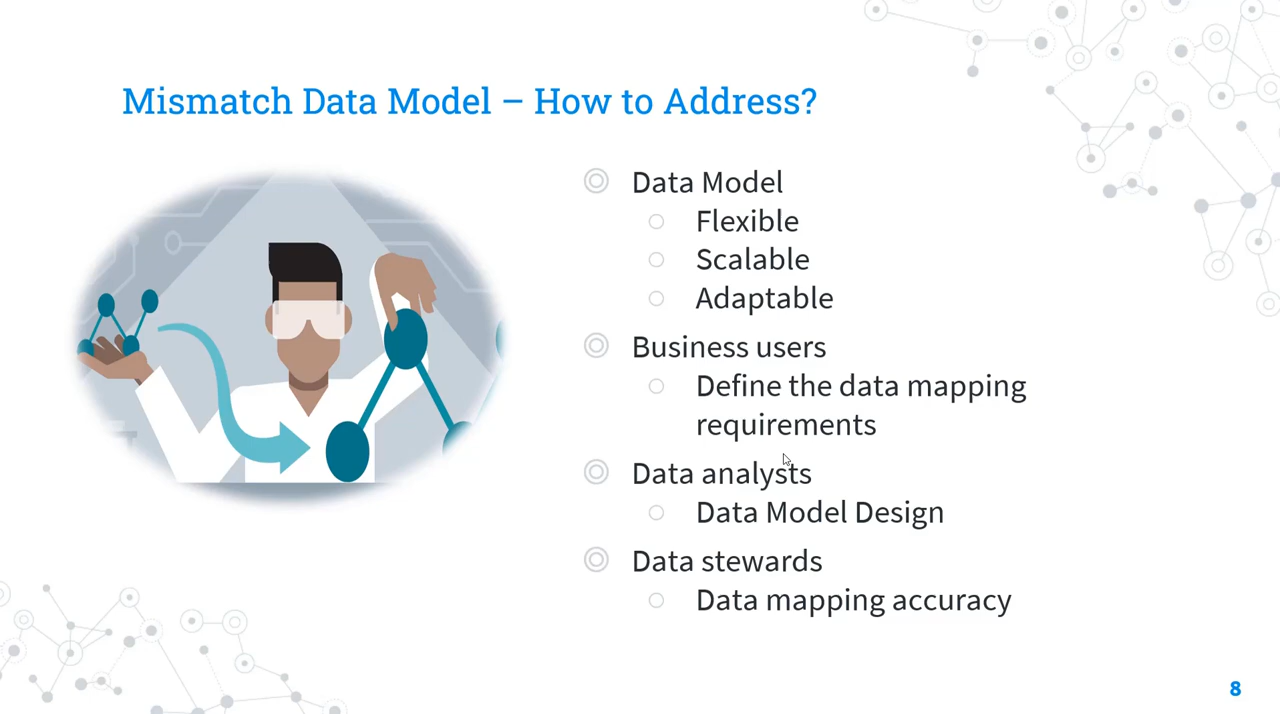 Mismatch Data Model – How to Address?
Data Model
Flexible
Scalable
Adaptable
Business users
Define the data mapping
requirements
Data analysts
Data Model Design
Data stewards
Data mapping accuracy
8